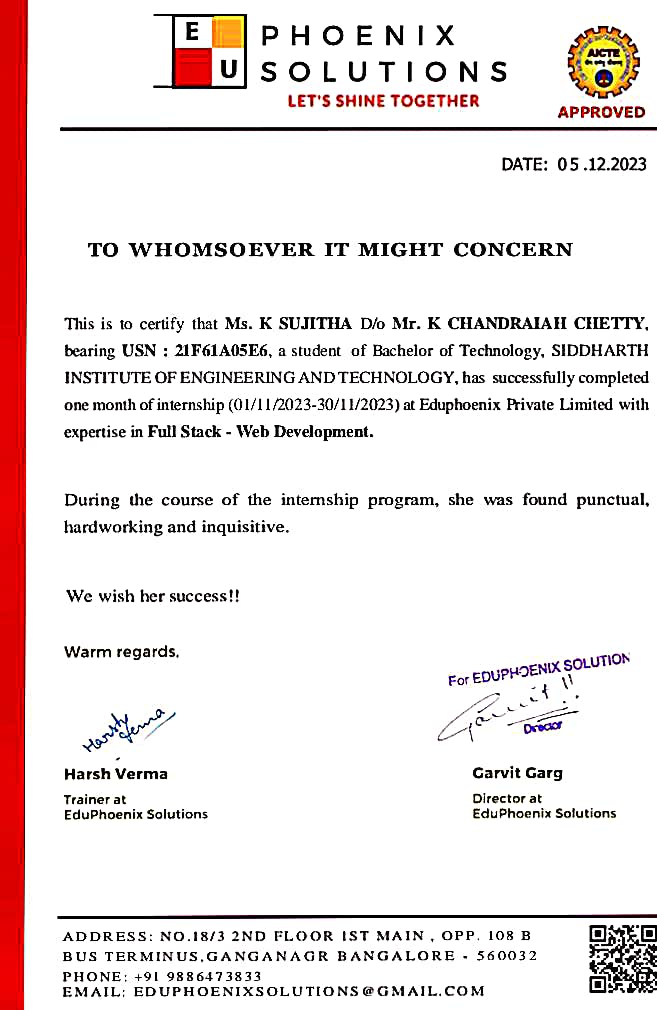 E PHOENIX
U SOLUTIONS
LET'S SHINE TOGETHER
AICTE
APPROVED
DATE: 05.12.2023
TO WHOMSOEVER IT MIGHT CONCERN
This is to certify that Ms. K SUJITHA D/o Mr. K CHANDRAIAH CHETTY,
bearing USN : 21F61A05E6, a student of Bachelor of Technology, SIDDHARTH
INSTITUTE OF ENGINEERING AND TECHNOLOGY, has successfully completed
one month of internship (01/11/2023-30/11/2023) at Eduphoenix Private Limited with
expertise in Full Stack - Web Development.
During the course of the internship program, she was found punctual,
hardworking and inquisitive.
We wish her success!!
Warm regards,
For EDUPHOENIX SOLUTION
Harsh Verma
Garvit
Director
Harsh Verma
Garvit Garg
Trainer at
EduPhoenix Solutions
Director at
EduPhoenix Solutions
ADDRESS: NO.18/3 2ND FLOOR 1ST MAIN , OPP. 108 B
BUS TERMINUS,GANGANAGR BANGALORE - 560032
PHONE: +91 9886473833
EMAIL: EDUPHOENIXSOLUTIONS@GMAIL.COM